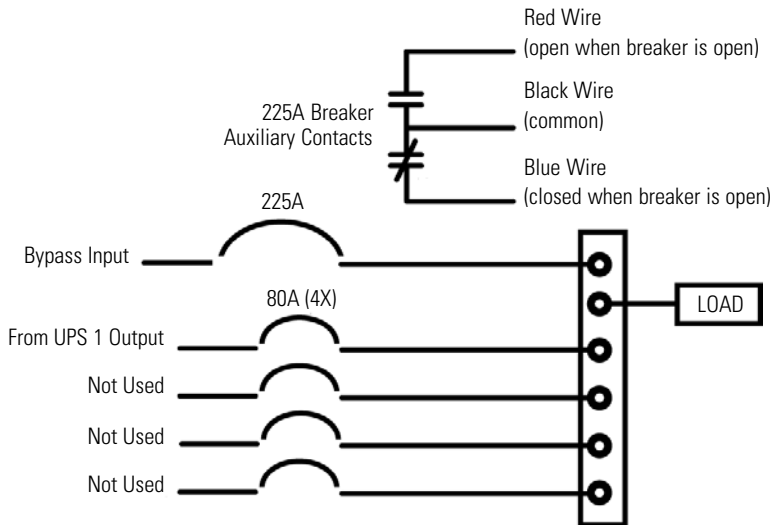 Red Wire
(open when breaker is open)
225A Breaker
Auxiliary Contacts
Black Wire
(common)
Blue Wire
(closed when breaker is open)
225A
Bypass Input
LOAD
80A (4X)
From UPS 1 Output
Not Used
Not Used
Not Used